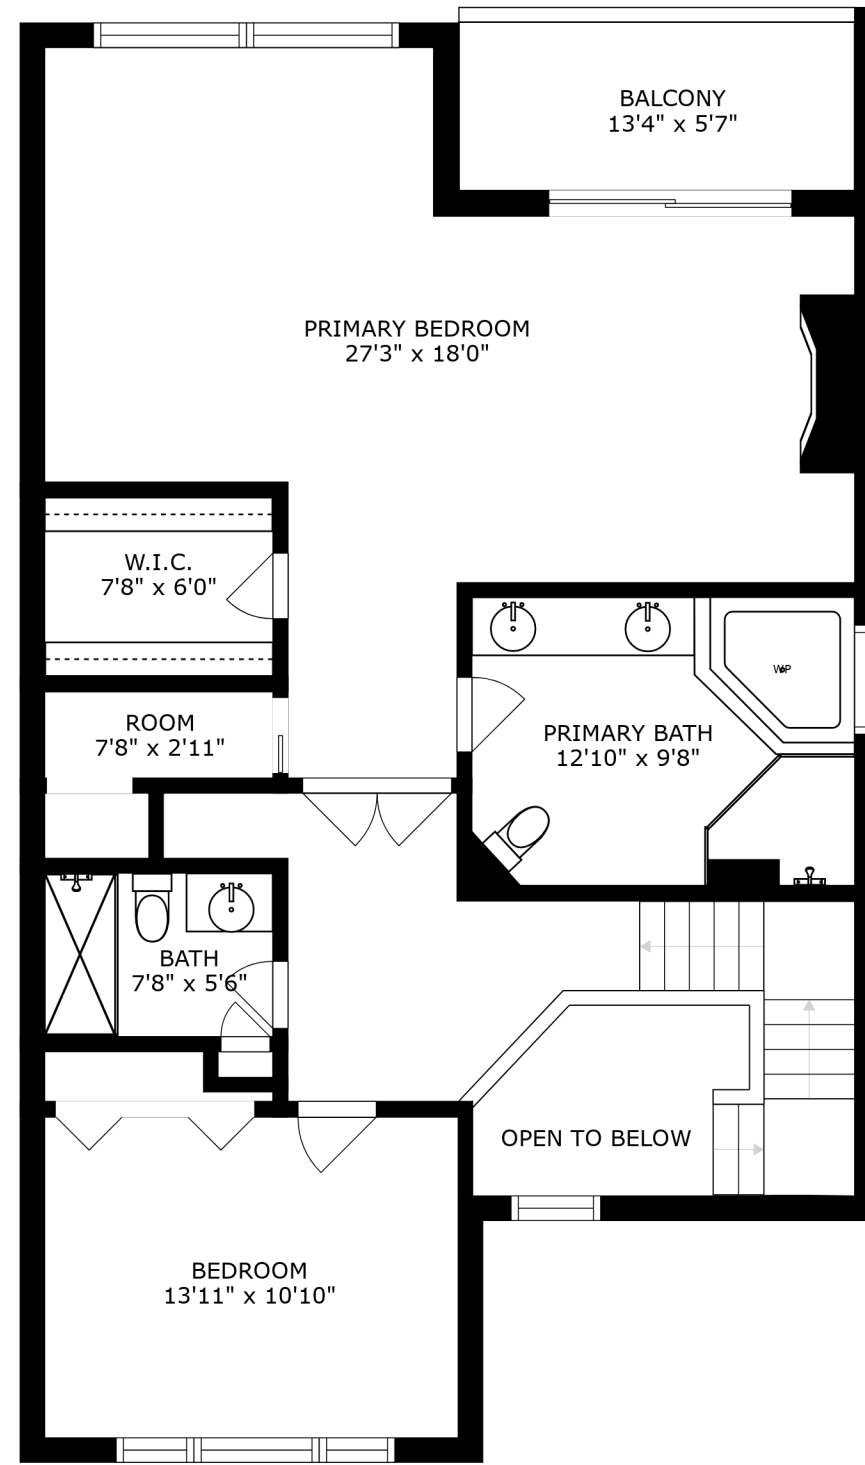 BALCONY
13'4" x 5'7"
PRIMARY BEDROOM
27'3" x 18'0"
W.I.C.
7'8" x 6'0"
WP
ROOM
7'8" x 2'11"
PRIMARY BATH
12'10" x 9'8"
BATH
7'8" x 5'6"
OPEN TO BELOW
BEDROOM
13'11" x 10'10"